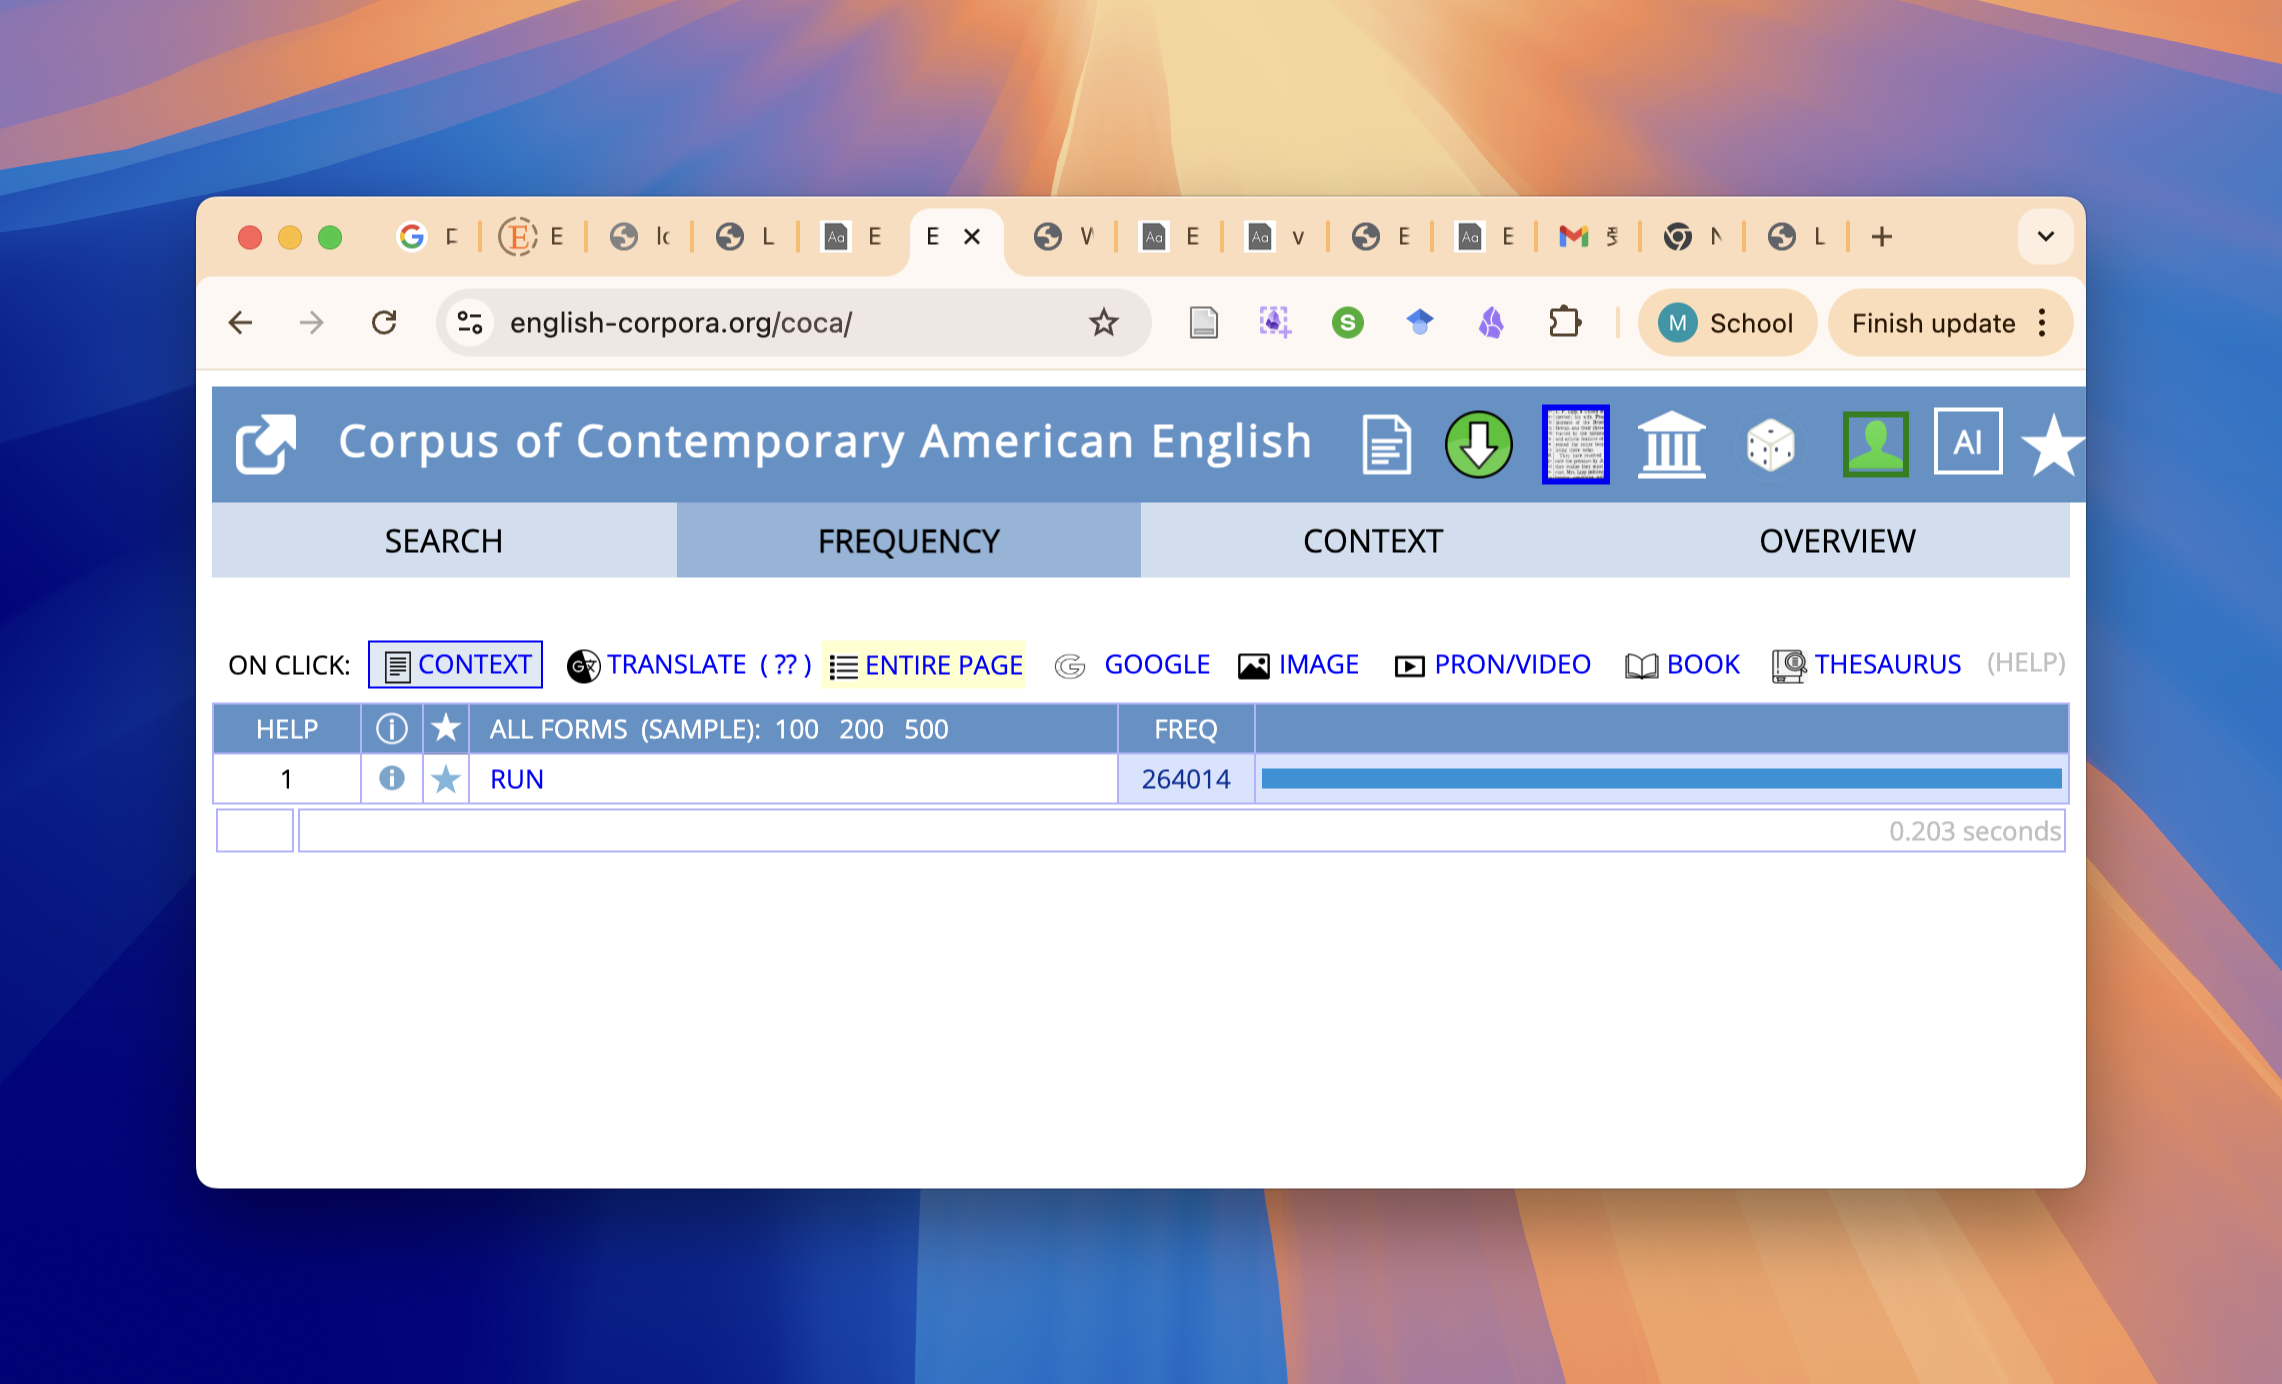 E E L E E W E v E E L
english-corpora.org/coca/ S M School Finish update
Corpus of Contemporary American English AI
SEARCH FREQUENCY CONTEXT OVERVIEW
ON CLICK: CONTEXT TRANSLATE ( ?? ) ENTIRE PAGE GOOGLE IMAGE PRON/VIDEO BOOK THESAURUS (HELP)
HELP ALL FORMS (SAMPLE): 100 200 500 FREQ
1 RUN 264014
0.203 seconds